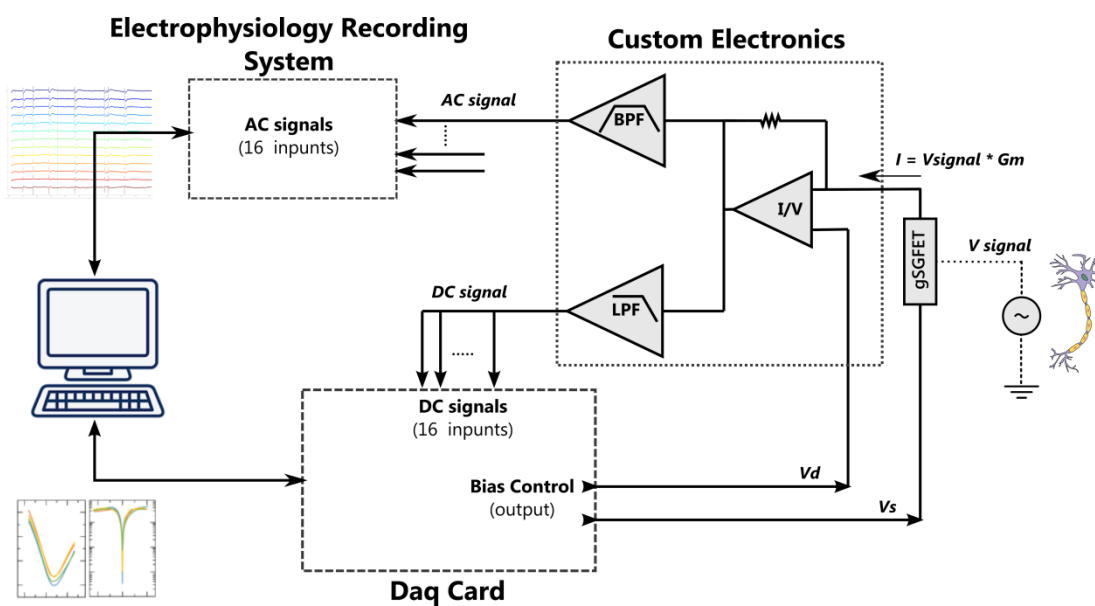 Electrophysiology Recording
System
Custom Electronics
AC signals
(16 inpunts)
AC signal
BPF
I = Vsignal * Gm
I/V
gSGFET
V signal
DC signal
LPF
DC signals
(16 inpunts)
Bias Control
(output)
Vd
Vs
Daq Card